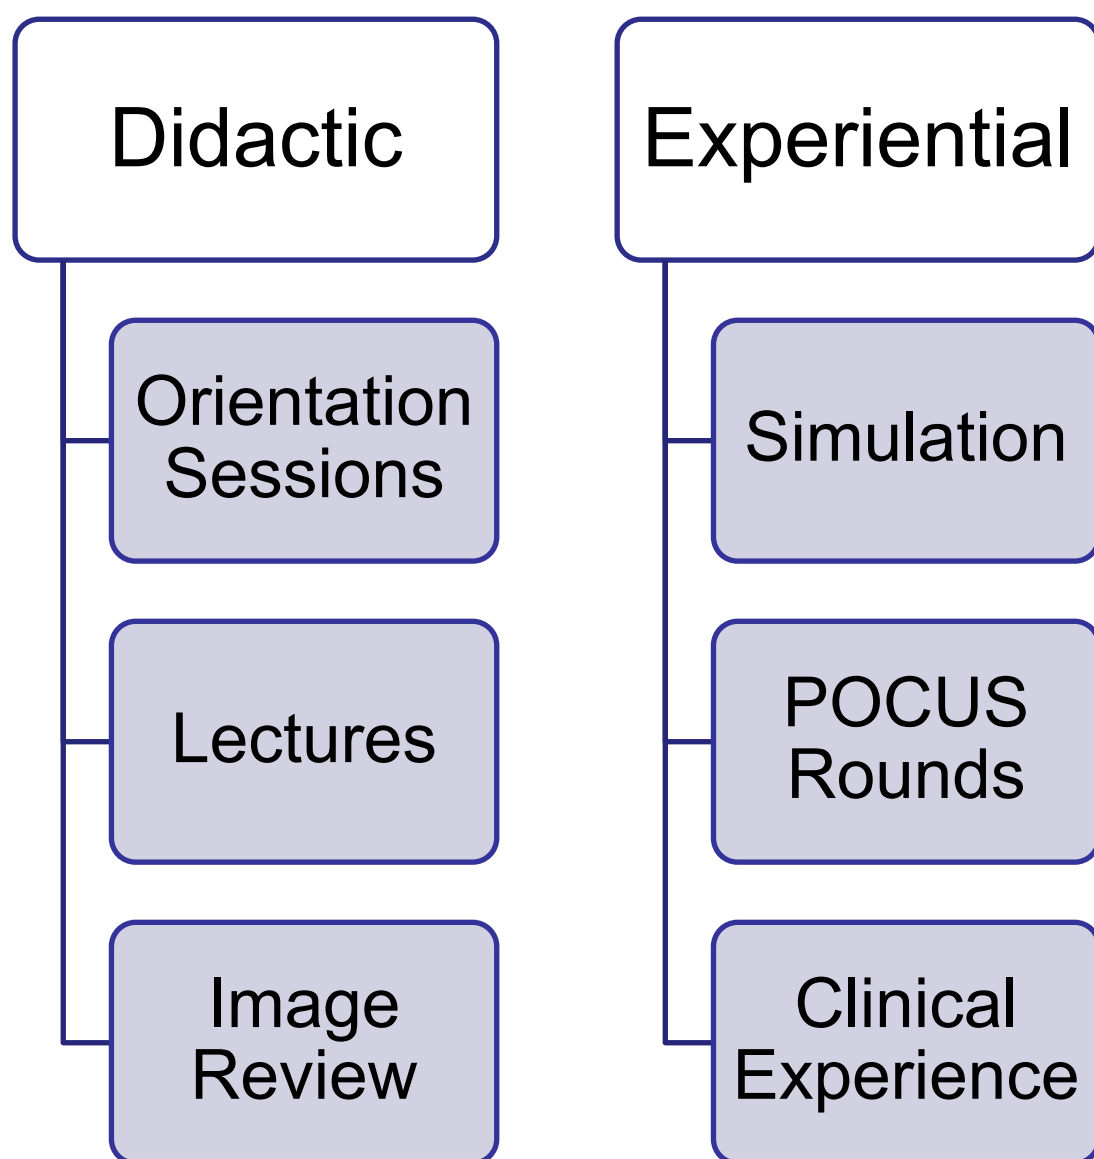 Didactic
Orientation
Sessions
Lectures
Image
Review
Experiential
Simulation
POCUS
Rounds
Clinical
Experience